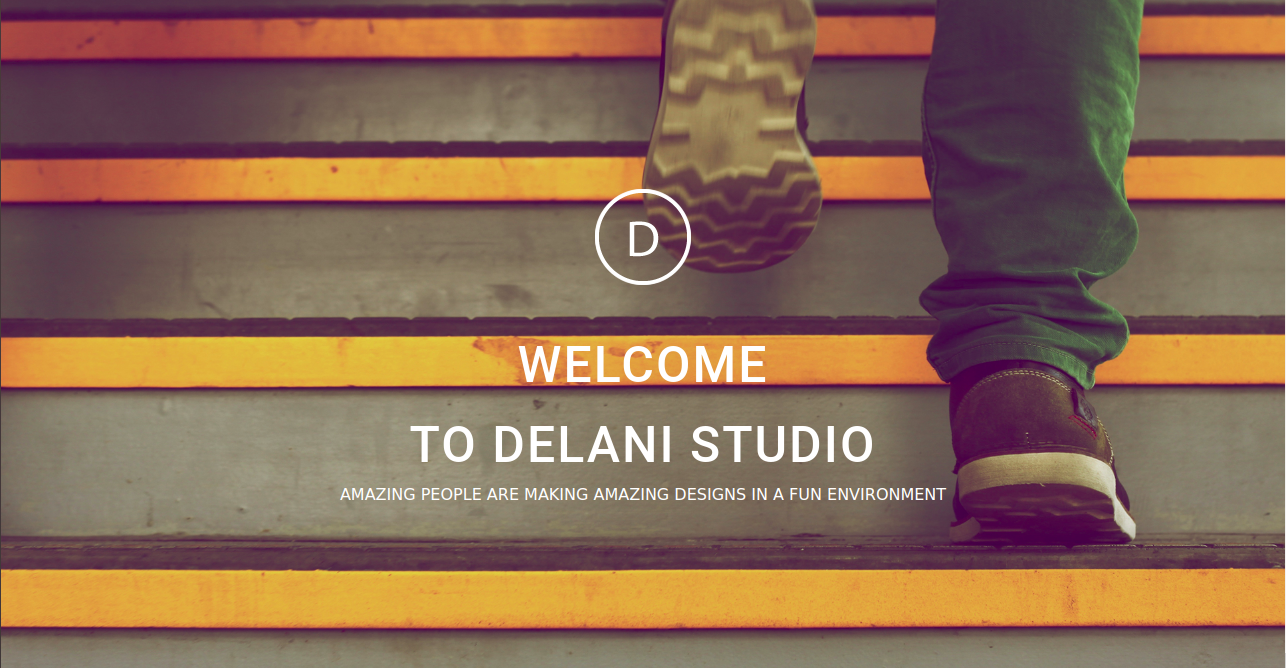 D
WELCOME
TO DELANI STUDIO
AMAZING PEOPLE ARE MAKING AMAZING DESIGNS IN A FUN ENVIRONMENT